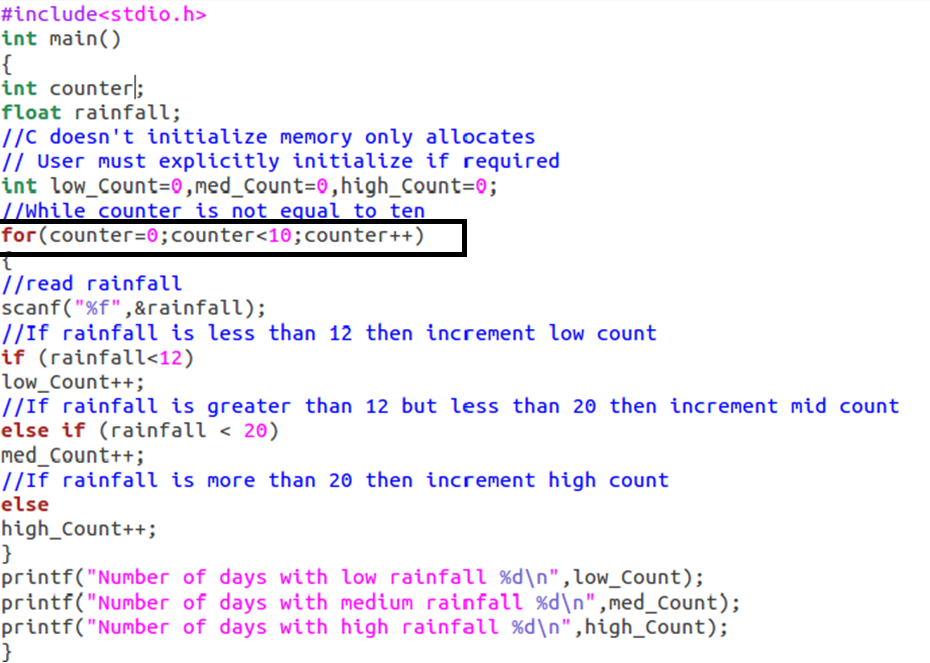 #include<stdio.h>
int main()
{
int counter;
float rainfall;
//C doesn't initialize memory only allocates
// User must explicitly initialize if required
int low_Count=0,med_Count=0,high_Count=0;
//While counter is not equal to ten
for(counter=0;counter<10;counter++)
{
//read rainfall
scanf("%f",&rainfall);
//If rainfall is less than 12 then increment low count
if (rainfall<12)
low_Count++;
//If rainfall is greater than 12 but less than 20 then increment mid count
else if (rainfall < 20)
med_Count++;
//If rainfall is more than 20 then increment high count
else
high_Count++;
}
printf("Number of days with low rainfall %d\n",low_Count);
printf("Number of days with medium rainfall %d\n",med_Count);
printf("Number of days with high rainfall %d\n",high_Count);
}